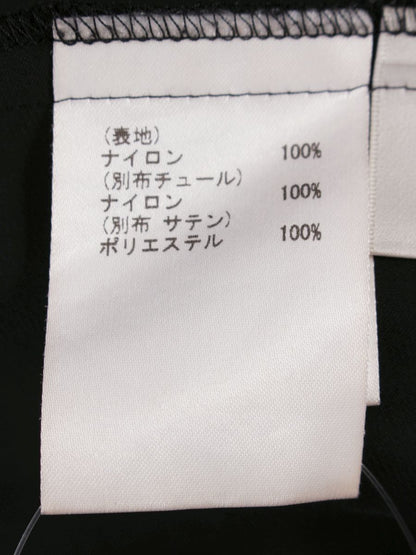 (表地)
ナイロン 100%
(別布チュール)
ナイロン 100%
(別布 サテン)
ポリエステル 100%